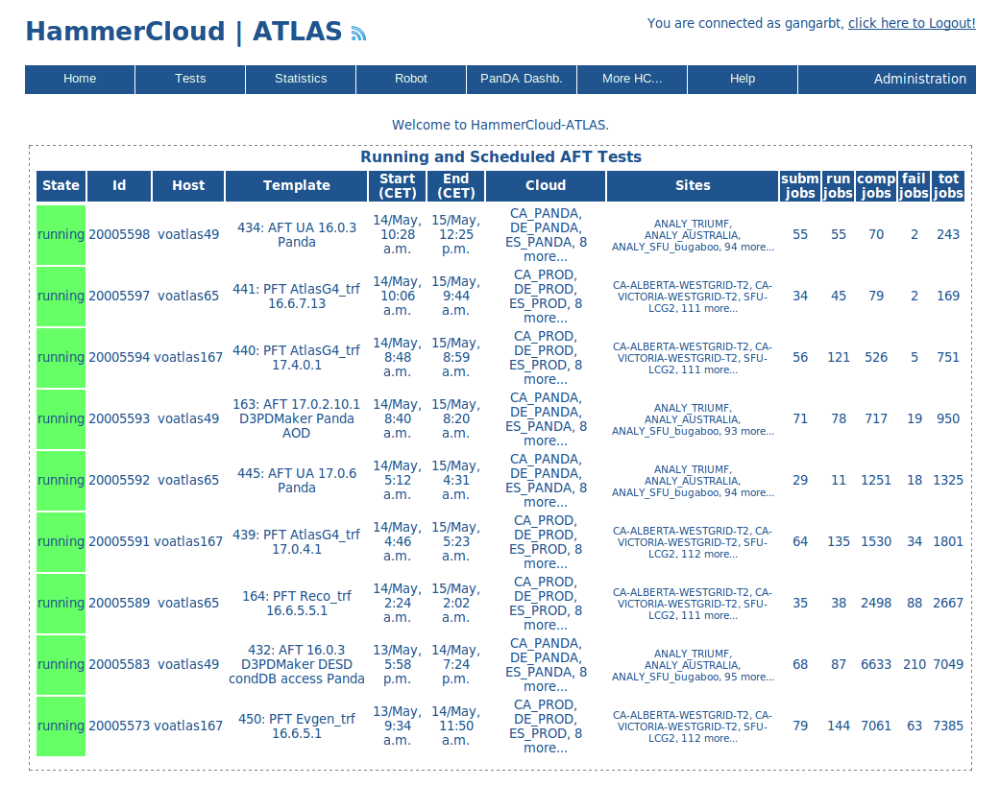 HammerCloud | ATLAS
You are connected as gangarbt, click here to Logout!
Home Tests Statistics Robot PanDA Dashb. More HC... Help Administration
Welcome to HammerCloud-ATLAS.
Running and Scheduled AFT Tests
State Id Host Template Start (CET) End (CET) Cloud Sites subm jobs run jobs comp jobs fail jobs tot jobs
running 20005598 voatlas49 434: AFT UA 16.0.3 Panda 14/May, 10:28 a.m. 15/May, 12:25 p.m. CA_PANDA, DE_PANDA, ES_PANDA, 8 more... ANALY_TRIUMF, ANALY_AUSTRALIA, ANALY_SFU_bugaboo, 94 more... 55 55 70 2 243
running 20005597 voatlas65 441: PFT AtlasG4_trf 16.6.7.13 14/May, 10:06 a.m. 15/May, 9:44 a.m. CA_PROD, DE_PROD, ES_PROD, 8 more... CA-ALBERTA-WESTGRID-T2, CA-VICTORIA-WESTGRID-T2, SFU-LCG2, 111 more... 34 45 79 2 169
running 20005594 voatlas167 440: PFT AtlasG4_trf 17.4.0.1 14/May, 8:48 a.m. 15/May, 8:59 a.m. CA_PROD, DE_PROD, ES_PROD, 8 more... CA-ALBERTA-WESTGRID-T2, CA-VICTORIA-WESTGRID-T2, SFU-LCG2, 111 more... 56 121 526 5 751
running 20005593 voatlas49 163: AFT 17.0.2.10.1 D3PDMaker Panda AOD 14/May, 8:40 a.m. 15/May, 8:20 a.m. CA_PANDA, DE_PANDA, ES_PANDA, 8 more... ANALY_TRIUMF, ANALY_AUSTRALIA, ANALY_SFU_bugaboo, 93 more... 71 78 717 19 950
running 20005592 voatlas65 445: AFT UA 17.0.6 Panda 14/May, 5:12 a.m. 15/May, 4:31 a.m. CA_PANDA, DE_PANDA, ES_PANDA, 8 more... ANALY_TRIUMF, ANALY_AUSTRALIA, ANALY_SFU_bugaboo, 94 more... 29 11 1251 18 1325
running 20005591 voatlas167 439: PFT AtlasG4_trf 17.0.4.1 14/May, 4:46 a.m. 15/May, 5:23 a.m. CA_PROD, DE_PROD, ES_PROD, 8 more... CA-ALBERTA-WESTGRID-T2, CA-VICTORIA-WESTGRID-T2, SFU-LCG2, 112 more... 64 135 1530 34 1801
running 20005589 voatlas65 164: PFT Reco_trf 16.6.5.5.1 14/May, 2:24 a.m. 15/May, 2:02 a.m. CA_PROD, DE_PROD, ES_PROD, 8 more... CA-ALBERTA-WESTGRID-T2, CA-VICTORIA-WESTGRID-T2, SFU-LCG2, 111 more... 35 38 2498 88 2667
running 20005583 voatlas49 432: AFT 16.0.3 D3PDMaker DESD condDB access Panda 13/May, 5:58 p.m. 14/May, 7:24 p.m. CA_PANDA, DE_PANDA, ES_PANDA, 8 more... ANALY_TRIUMF, ANALY_AUSTRALIA, ANALY_SFU_bugaboo, 95 more... 68 87 6633 210 7049
running 20005573 voatlas167 450: PFT Evgen_trf 16.6.5.1 13/May, 9:34 a.m. 14/May, 11:50 a.m. CA_PROD, DE_PROD, ES_PROD, 8 more... CA-ALBERTA-WESTGRID-T2, CA-VICTORIA-WESTGRID-T2, SFU-LCG2, 112 more... 79 144 7061 63 7385